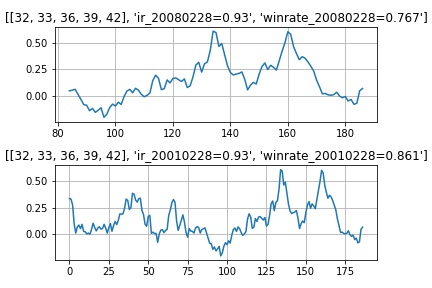 [[32, 33, 36, 39, 42], 'ir_20080228=0.93', 'winrate_20080228=0.767']
0.50
0.25
0.00
80 100 120 140 160 180
[[32, 33, 36, 39, 42], 'ir_20010228=0.93', 'winrate_20010228=0.861']
0.50
0.25
0.00
0 25 50 75 100 125 150 175